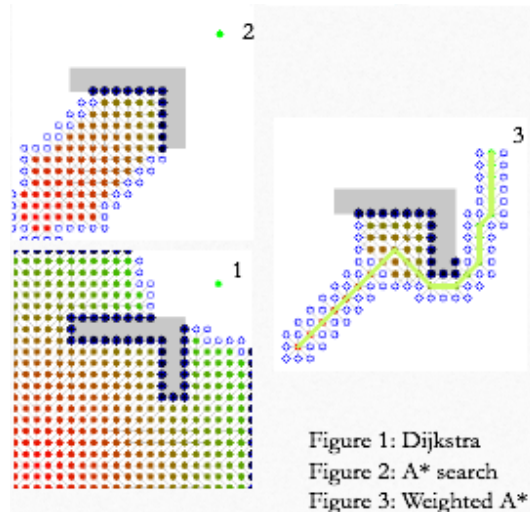 2
3
1
Figure 1: Dijkstra
Figure 2: A* search
Figure 3: Weighted A*